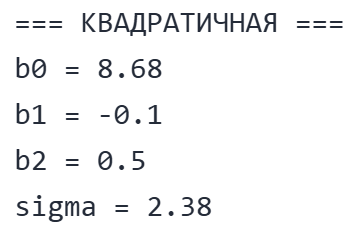 === КВАДРАТИЧНАЯ ===
b0 = 8.68
b1 = -0.1
b2 = 0.5
sigma = 2.38